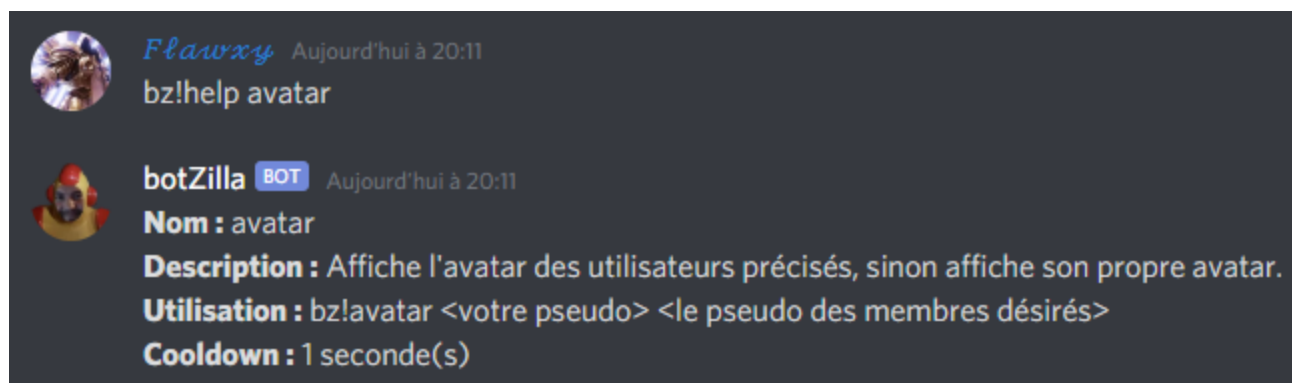 Flawxy Aujourd'hui à 20:11
bz!help avatar
botZilla BOT Aujourd'hui à 20:11
Nom : avatar
Description : Affiche l'avatar des utilisateurs précisés, sinon affiche son propre avatar.
Utilisation : bz!avatar <votre pseudo> <le pseudo des membres désirés>
Cooldown : 1 seconde(s)